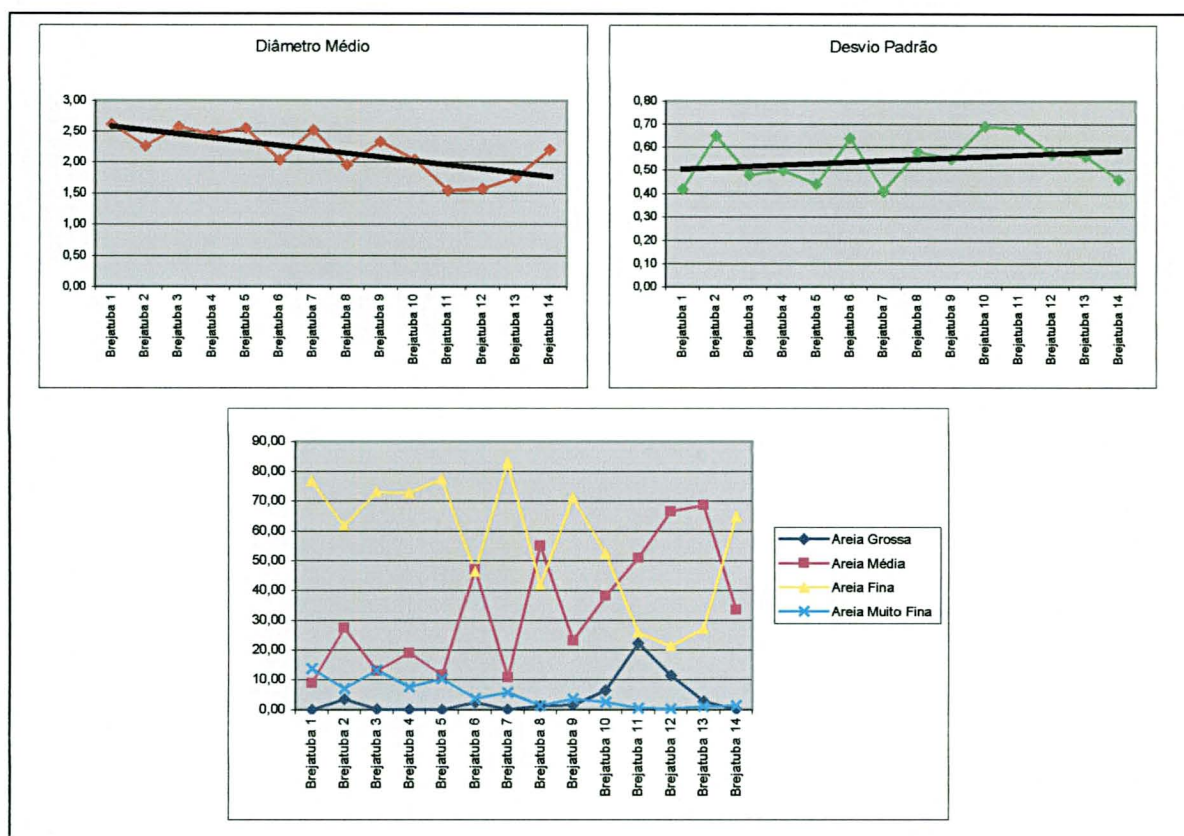 Diâmetro Médio
3,00
2,50
2,00
1,50
1,00
0,50
0,00
Brejatuba 1
Brejatuba 2
Brejatuba 3
Brejatuba 4
Brejatuba 5
Brejatuba 6
Brejatuba 7
Brejatuba 8
Brejatuba 9
Brejatuba 10
Brejatuba 11
Brejatuba 12
Brejatuba 13
Brejatuba 14
Desvio Padrão
0,80
0,70
0,60
0,50
0,40
0,30
0,20
0,10
0,00
Brejatuba 1
Brejatuba 2
Brejatuba 3
Brejatuba 4
Brejatuba 5
Brejatuba 6
Brejatuba 7
Brejatuba 8
Brejatuba 9
Brejatuba 10
Brejatuba 11
Brejatuba 12
Brejatuba 13
Brejatuba 14
90,00
80,00
70,00
60,00
50,00
40,00
30,00
20,00
10,00
0,00
Brejatuba 1
Brejatuba 2
Brejatuba 3
Brejatuba 4
Brejatuba 5
Brejatuba 6
Brejatuba 7
Brejatuba 8
Brejatuba 9
Brejatuba 10
Brejatuba 11
Brejatuba 12
Brejatuba 13
Brejatuba 14
Areia Grossa
Areia Média
Areia Fina
Areia Muito Fina